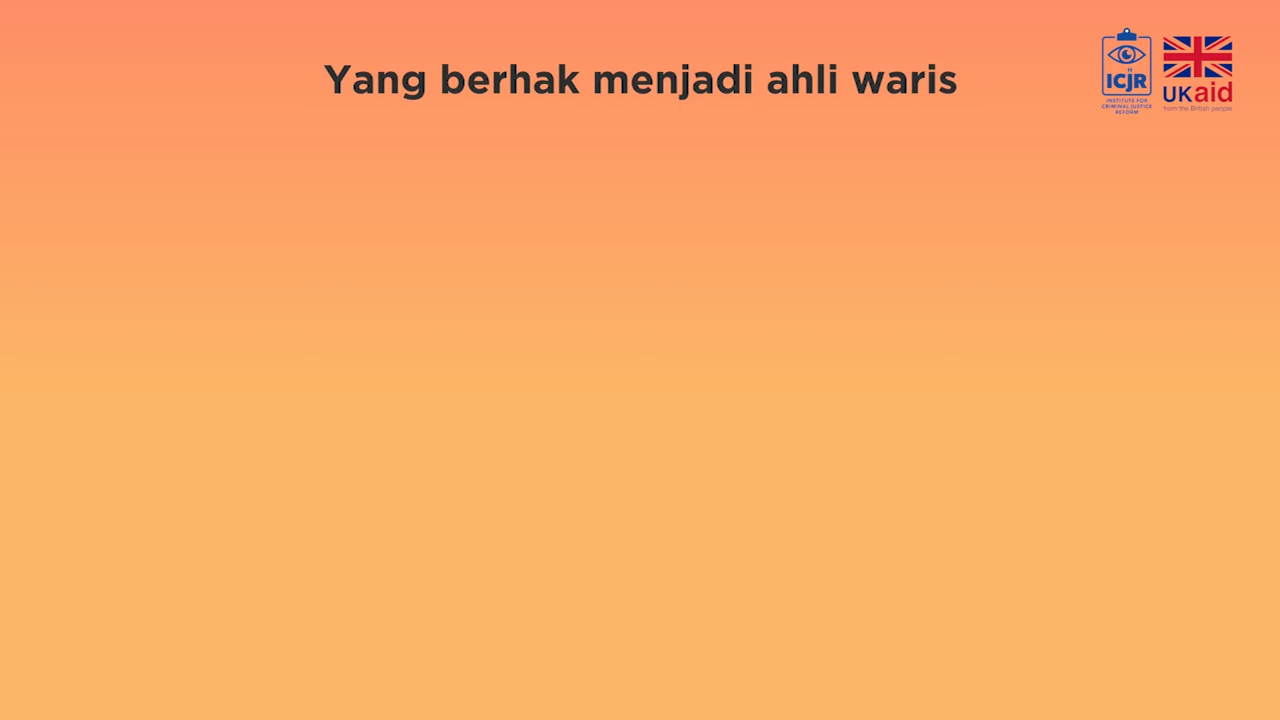 Yang berhak menjadi ahli waris
ICJR
INSTITUTE FOR
CRIMINAL JUSTICE
REFORM
UKaid
from the British people